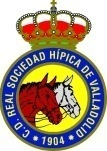 C.D. REAL SOCIEDAD HÍPICA DE VALLADOLID
* 1904 *